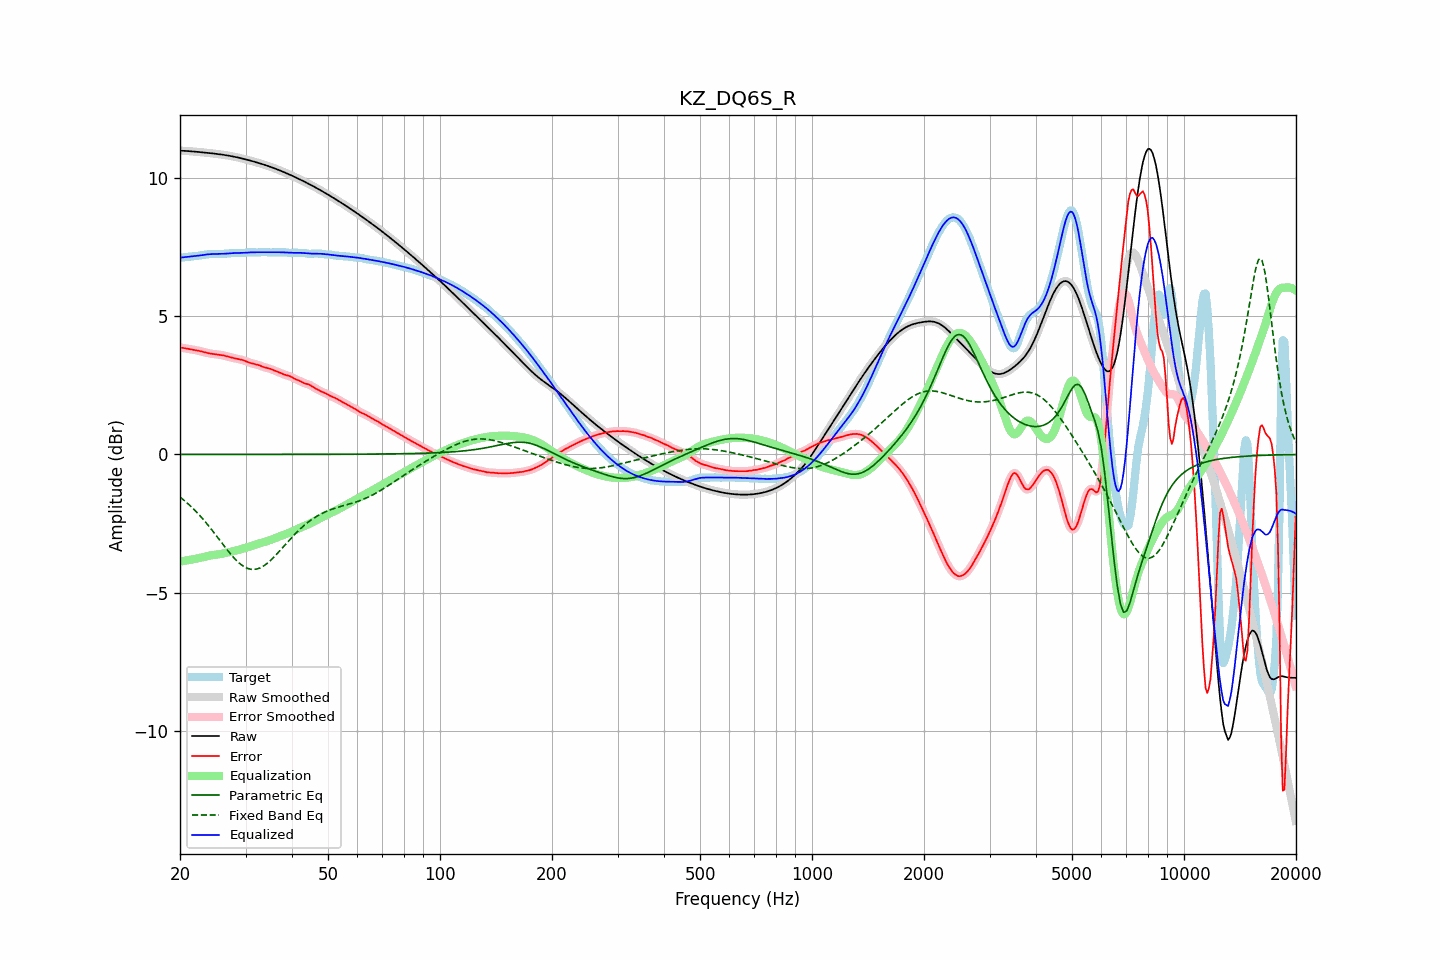 KZ_DQ6S_R
Amplitude (dBr)
10
5
0
−5
−10
Target
Raw Smoothed
Error Smoothed
Raw
Error
Equalization
Parametric Eq
Fixed Band Eq
Equalized
20
50
100
200
500
1000
2000
5000
10000
20000
Frequency (Hz)